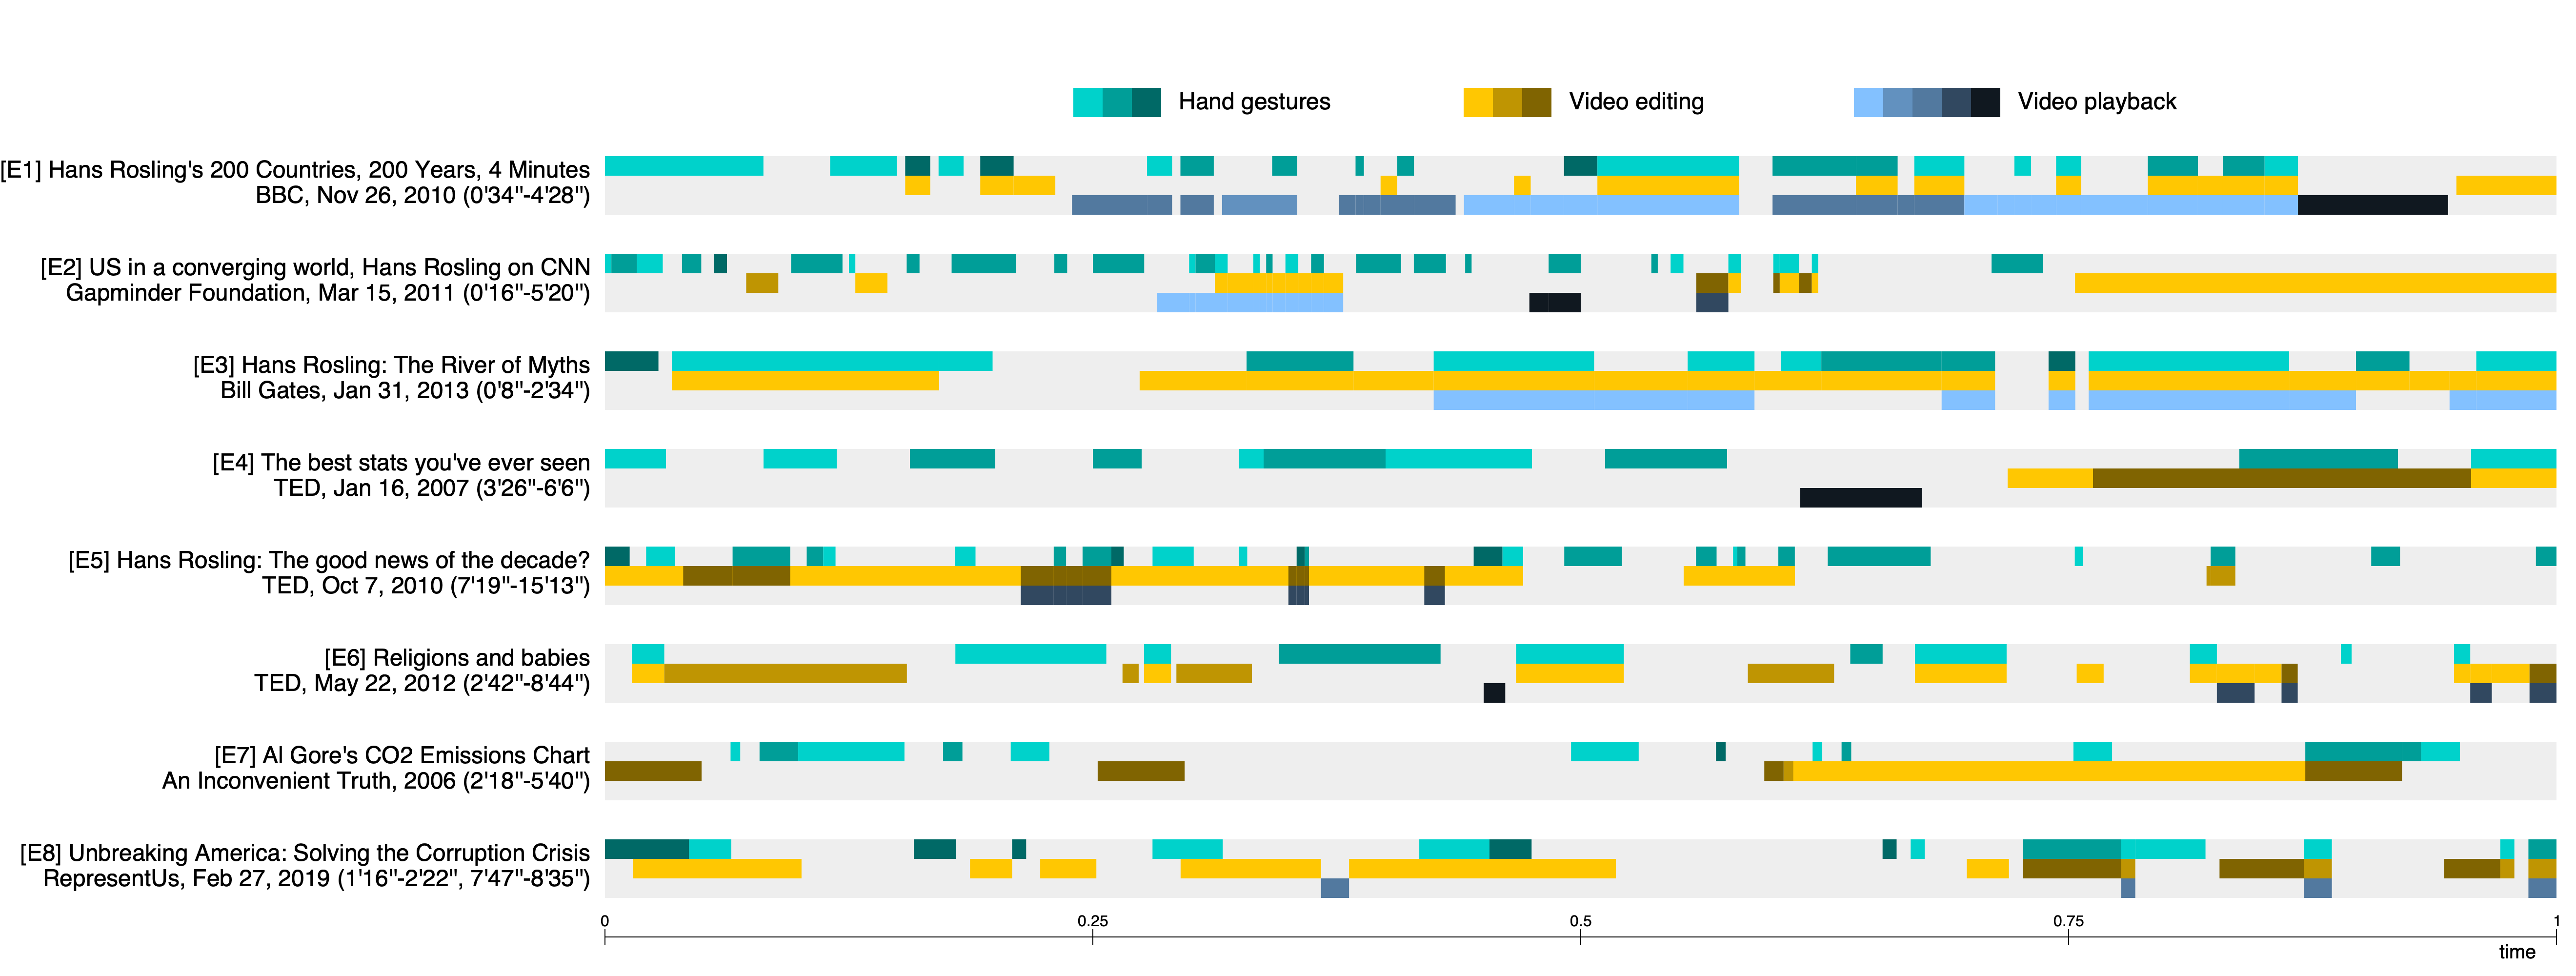 Hand gestures
Video editing
Video playback
[E1] Hans Rosling's 200 Countries, 200 Years, 4 Minutes
BBC, Nov 26, 2010 (0'34"-4'28")
[E2] US in a converging world, Hans Rosling on CNN
Gapminder Foundation, Mar 15, 2011 (0'16"-5'20")
[E3] Hans Rosling: The River of Myths
Bill Gates, Jan 31, 2013 (0'8"-2'34")
[E4] The best stats you've ever seen
TED, Jan 16, 2007 (3'26"-6'6")
[E5] Hans Rosling: The good news of the decade?
TED, Oct 7, 2010 (7'19"-15'13")
[E6] Religions and babies
TED, May 22, 2012 (2'42"-8'44")
[E7] Al Gore's CO2 Emissions Chart
An Inconvenient Truth, 2006 (2'18"-5'40")
[E8] Unbreaking America: Solving the Corruption Crisis
RepresentUs, Feb 27, 2019 (1'16"-2'22", 7'47"-8'35")
0 0.25 0.5 0.75 1
time